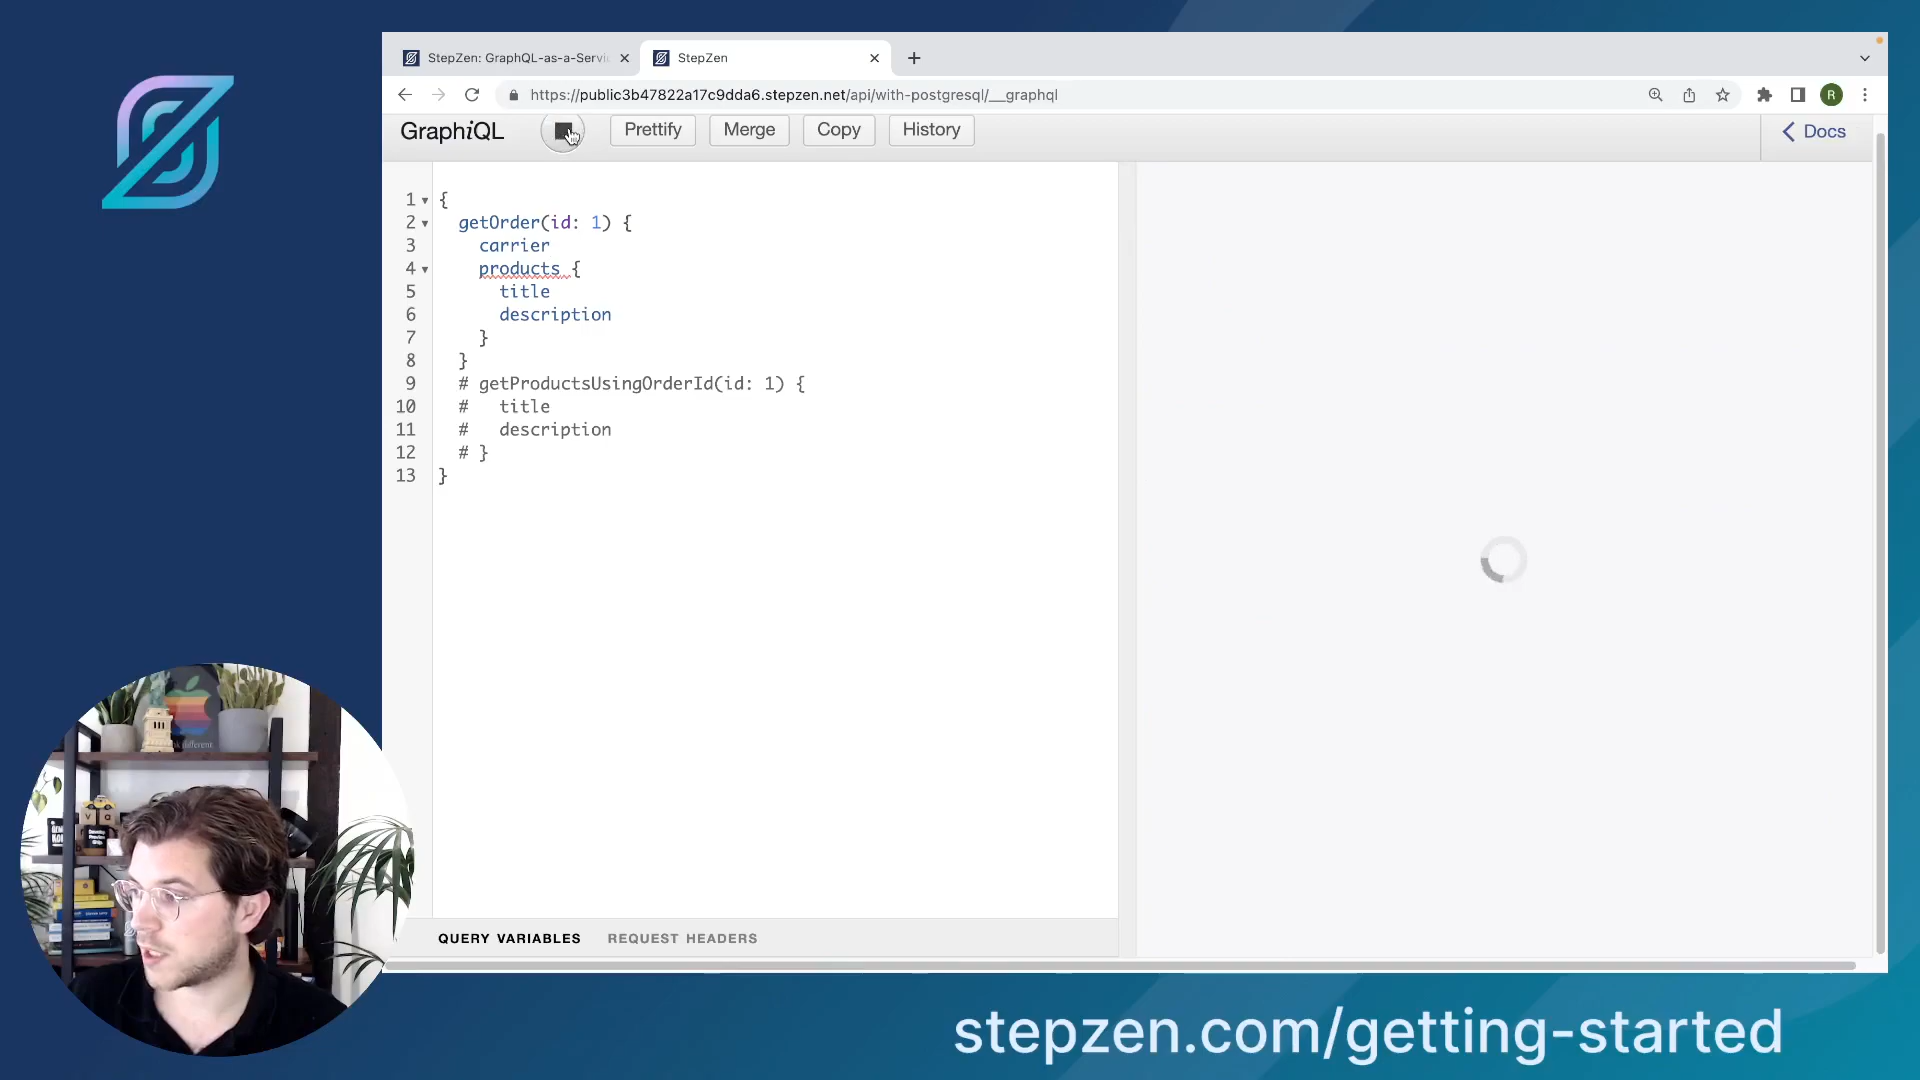 StepZen: GraphQL-as-a-Servi
StepZen
https://public3b47822a17c9dda6.stepzen.net/api/with-postgresql/__graphql
R
GraphiQL
Prettify
Merge
Copy
History
Docs
1 {
2 getOrder(id: 1) {
3 carrier
4 products {
5 title
6 description
7 }
8 }
9 # getProductsUsingOrderId(id: 1) {
10 # title
11 # description
12 # }
13 }
QUERY VARIABLES
REQUEST HEADERS
stepzen.com/getting-started